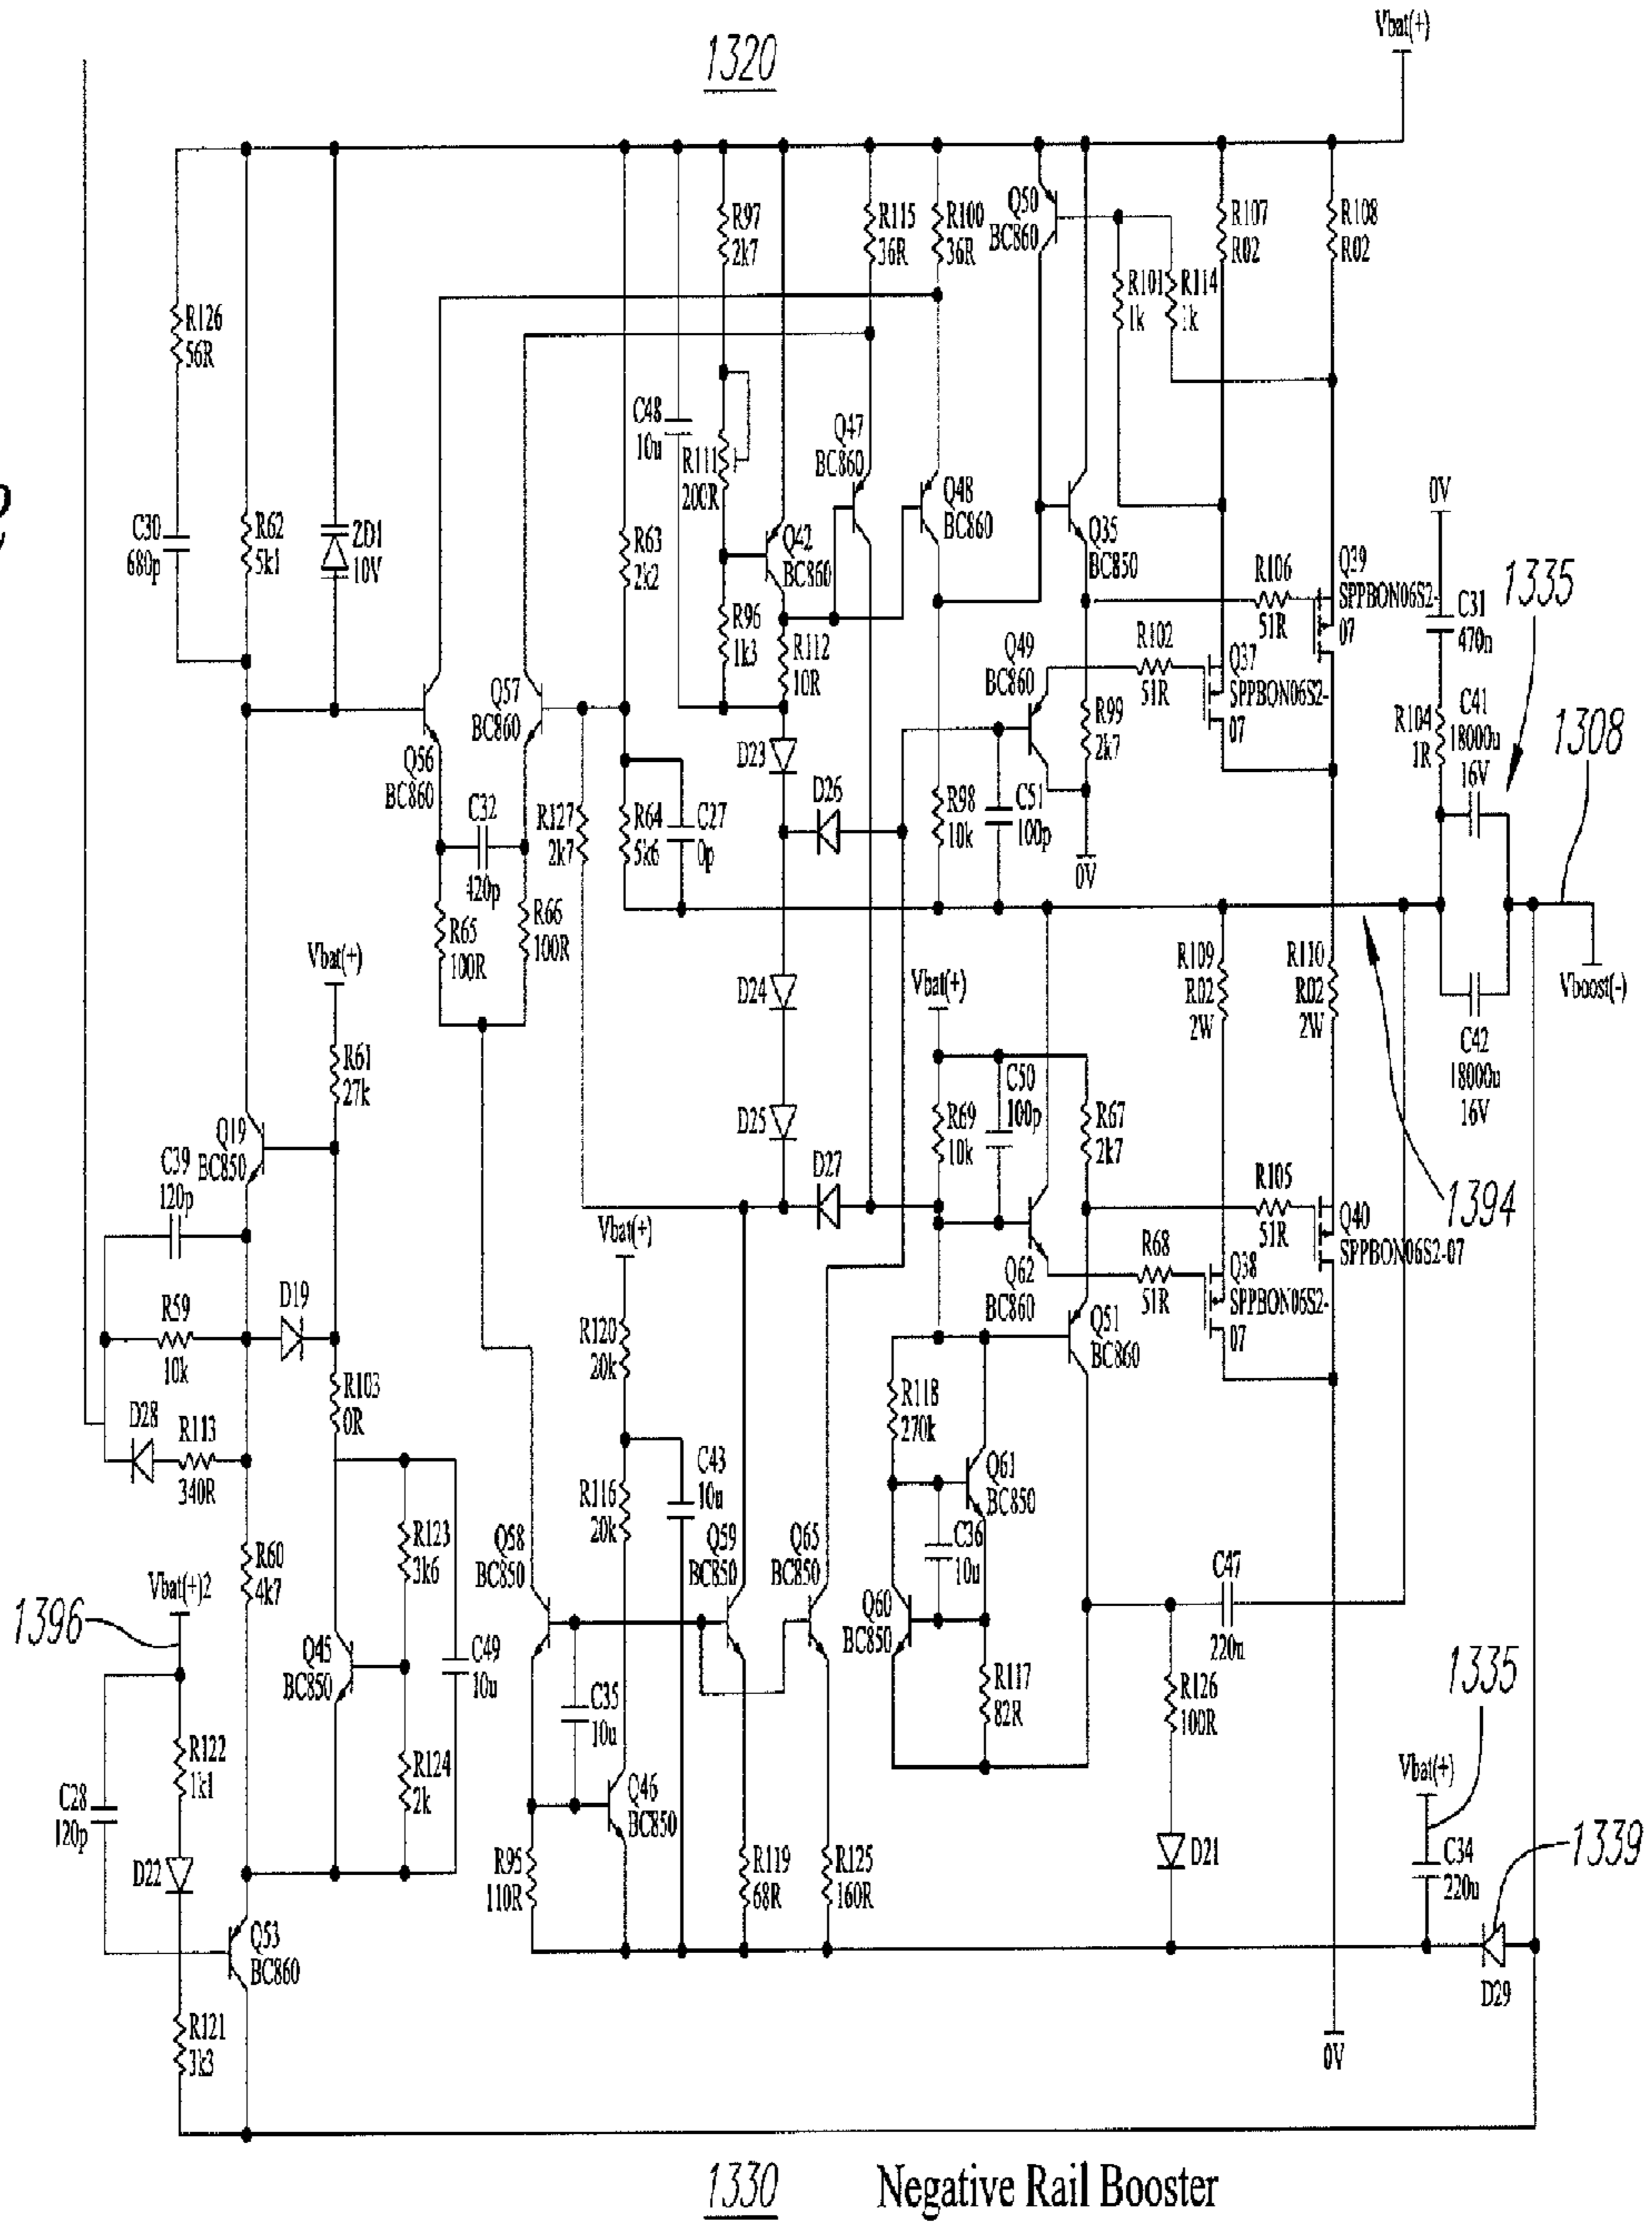 1320
Vbat(+)
R126
56R
C30
680p
R62
5k1
ZD1
10V
R97
2k7
C48
10u
R111
200R
R63
2k2
R96
1k3
Q42
BC860
R112
10R
R115
36R
R100
36R
Q47
BC860
Q48
BC860
Q50
BC860
R101
1k
R114
1k
R107
R02
R108
R02
Q35
BC850
R106
51R
Q39
SPPBON06S2-
07
0V
C31
470n
1335
Q49
BC860
R102
51R
Q37
SPPBON06S2-
07
R99
2k7
R104
1R
C41
18000u
16V
1308
Q56
BC860
Q57
BC860
C32
420p
R127
2k7
R64
5k6
C27
0p
D23
D26
R98
10k
C51
100p
0V
R65
100R
R66
100R
Vbat(+)
D24
Vbat(+)
R109
R02
2W
R110
R02
2W
Vboost(-)
C42
18000u
16V
R61
27k
D25
R69
10k
C50
100p
R67
2k7
Q19
BC850
C39
120p
D27
R105
51R
Q40
SPPBON06S2-07
1394
Vbat(+)
Q62
BC860
R68
51R
Q38
SPPBON06S2-
07
R59
10k
D19
R120
20k
Q51
BC860
R103
0R
D28
R113
340R
R118
270k
R116
20k
C43
10u
Q61
BC850
R123
3k6
Q58
BC850
Q59
BC850
Q65
BC850
C36
10u
R60
4k7
Vbat(+)2
1396
Q60
BC850
C47
220n
Q45
BC850
C49
10u
C35
10u
R117
82R
R126
100R
1335
R122
1k1
R124
2k
C28
120p
Q46
BC850
Vbat(+)
D22
R95
110R
R119
68R
R125
160R
D21
C34
220u
1339
Q53
BC860
D29
R121
3k3
0V
1330
Negative Rail Booster